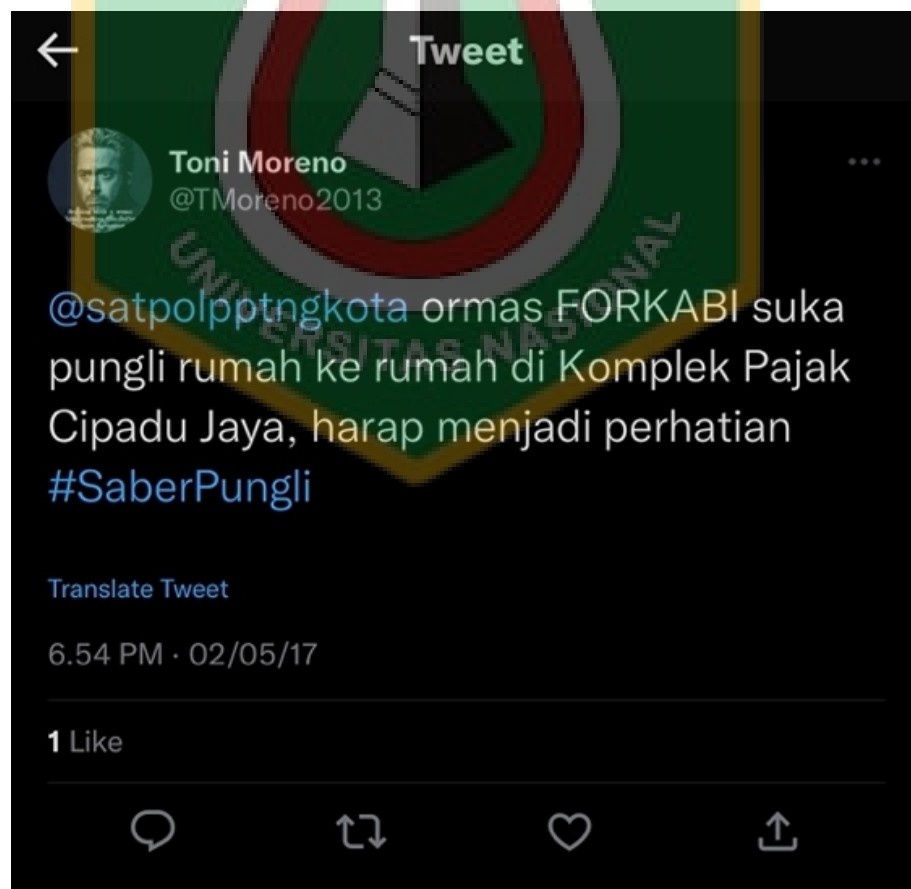 Tweet
Toni Moreno
@TMoreno2013
@satpolpptngkota ormas FORKABI suka
pungli rumah ke rumah di Komplek Pajak
Cipadu Jaya, harap menjadi perhatian
#SaberPungli
Translate Tweet
6.54 PM · 02/05/17
1 Like
UNIVERSITAS NASIONAL